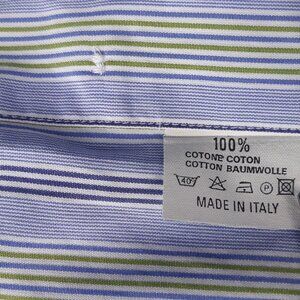 100%
COTONE COTON
COTTON BAUMWOLLE
40 P
MADE IN ITALY